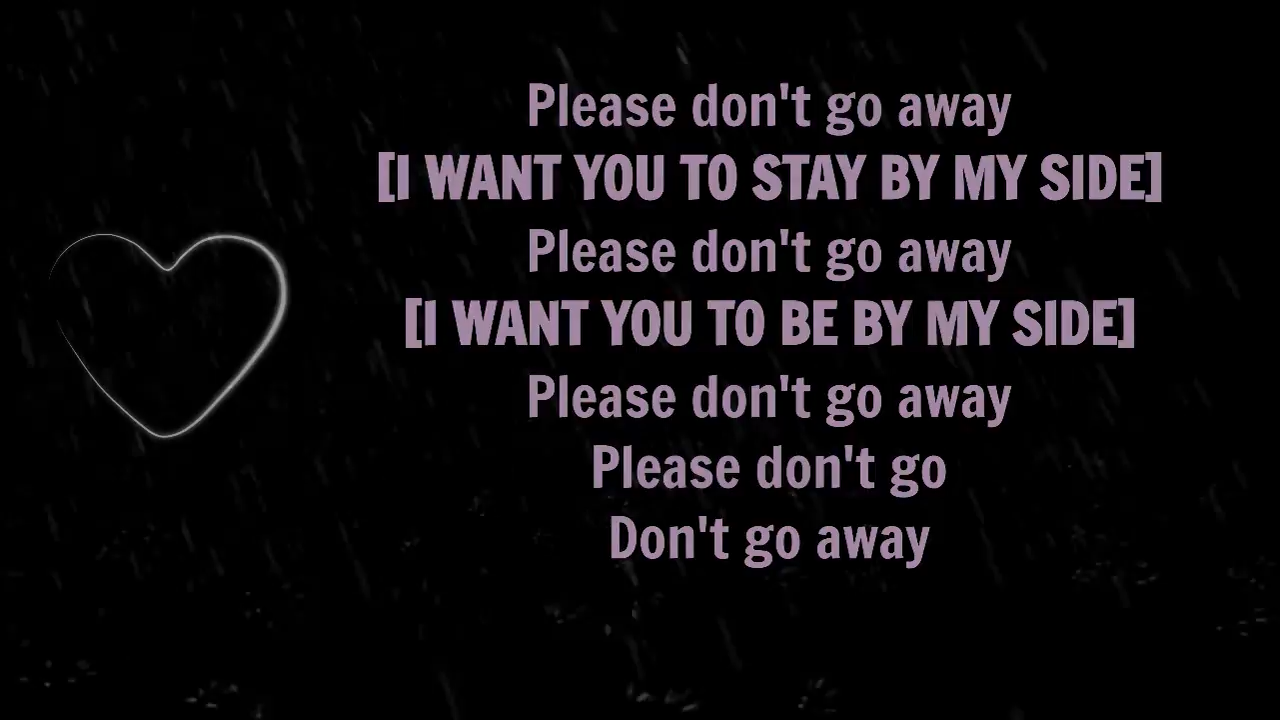 Please don't go away
[I WANT YOU TO STAY BY MY SIDE]
Please don't go away
[I WANT YOU TO BE BY MY SIDE]
Please don't go away
Please don't go
Don't go away